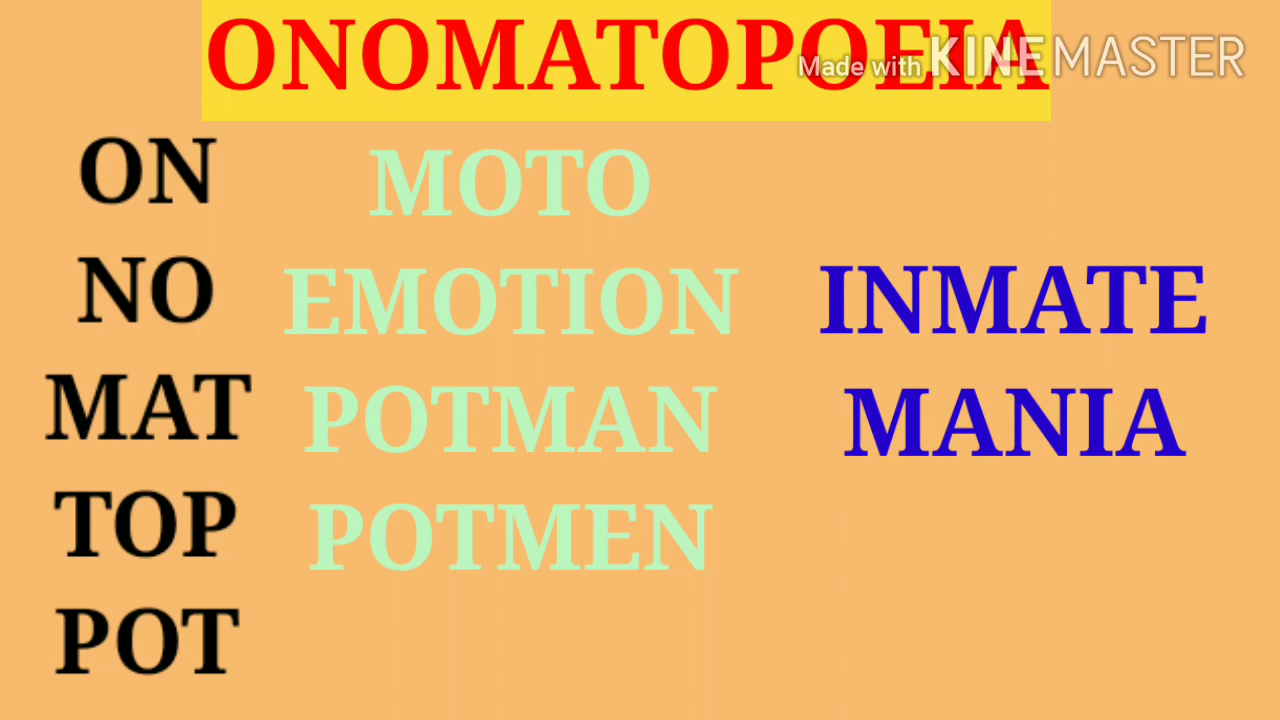 ONOMATOPOEIA
Made with KINEMASTER
ON
NO
MAT
TOP
POT
MOTO
EMOTION
POTMAN
POTMEN
INMATE
MANIA